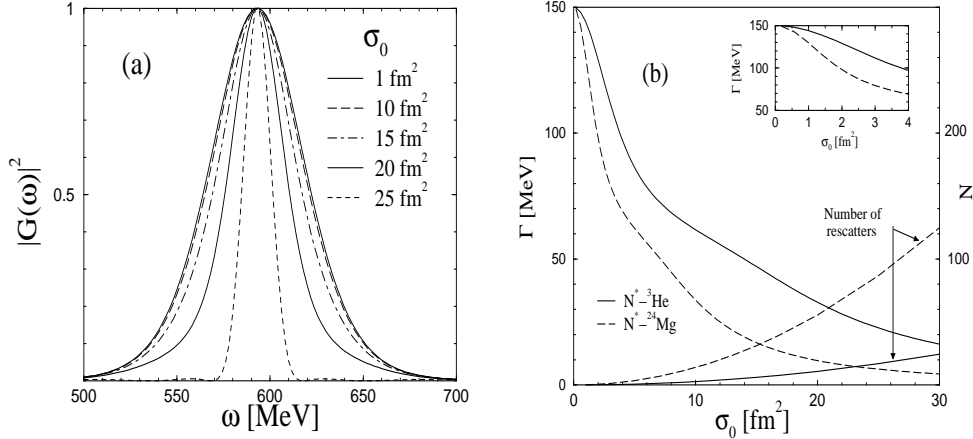 (a)
σ₀
1 fm²
10 fm²
15 fm²
20 fm²
25 fm²
|G(ω)|²
1
0.5
500 550 600 650 700
ω [MeV]
(b)
Γ [MeV]
150
100
50
0
0 10 20 30
σ₀ [fm²]
N
200
100
Number of
rescatters
N*–³He
N*–²⁴Mg
Γ [MeV]
150
100
50
0 1 2 3 4
σ₀ [fm²]